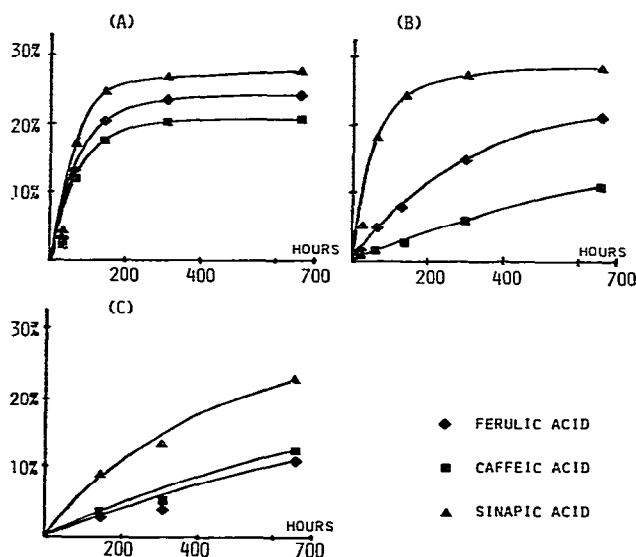 (A)
30%
20%
10%
HOURS
200
400
700
(B)
HOURS
200
400
700
(C)
30%
20%
10%
HOURS
200
400
700
FERULIC ACID
CAFFEIC ACID
SINAPIC ACID